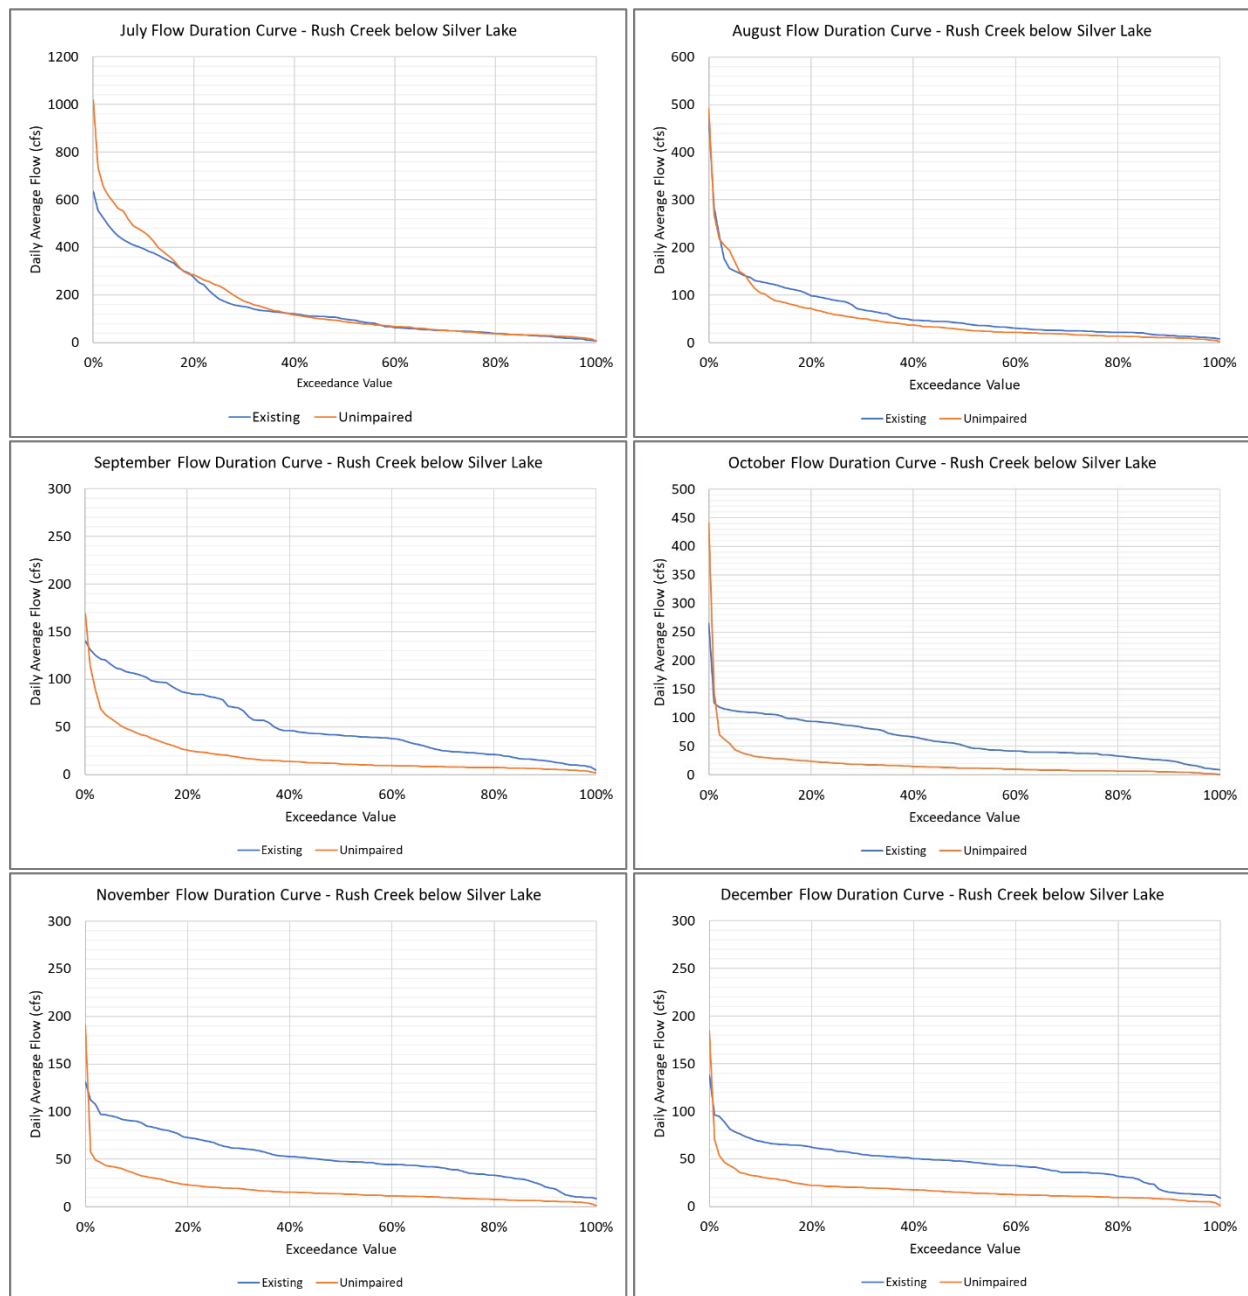 July Flow Duration Curve - Rush Creek below Silver Lake
1200
1000
800
600
400
200
0
Daily Average Flow (cfs)
0% 20% 40% 60% 80% 100%
Exceedance Value
Existing Unimpaired
August Flow Duration Curve - Rush Creek below Silver Lake
600
500
400
300
200
100
0
Daily Average Flow (cfs)
0% 20% 40% 60% 80% 100%
Exceedance Value
Existing Unimpaired
September Flow Duration Curve - Rush Creek below Silver Lake
300
250
200
150
100
50
0
Daily Average Flow (cfs)
0% 20% 40% 60% 80% 100%
Exceedance Value
Existing Unimpaired
October Flow Duration Curve - Rush Creek below Silver Lake
500
450
400
350
300
250
200
150
100
50
0
Daily Average Flow (cfs)
0% 20% 40% 60% 80% 100%
Exceedance Value
Existing Unimpaired
November Flow Duration Curve - Rush Creek below Silver Lake
300
250
200
150
100
50
0
Daily Average Flow (cfs)
0% 20% 40% 60% 80% 100%
Exceedance Value
Existing Unimpaired
December Flow Duration Curve - Rush Creek below Silver Lake
300
250
200
150
100
50
0
Daily Average Flow (cfs)
0% 20% 40% 60% 80% 100%
Exceedance Value
Existing Unimpaired